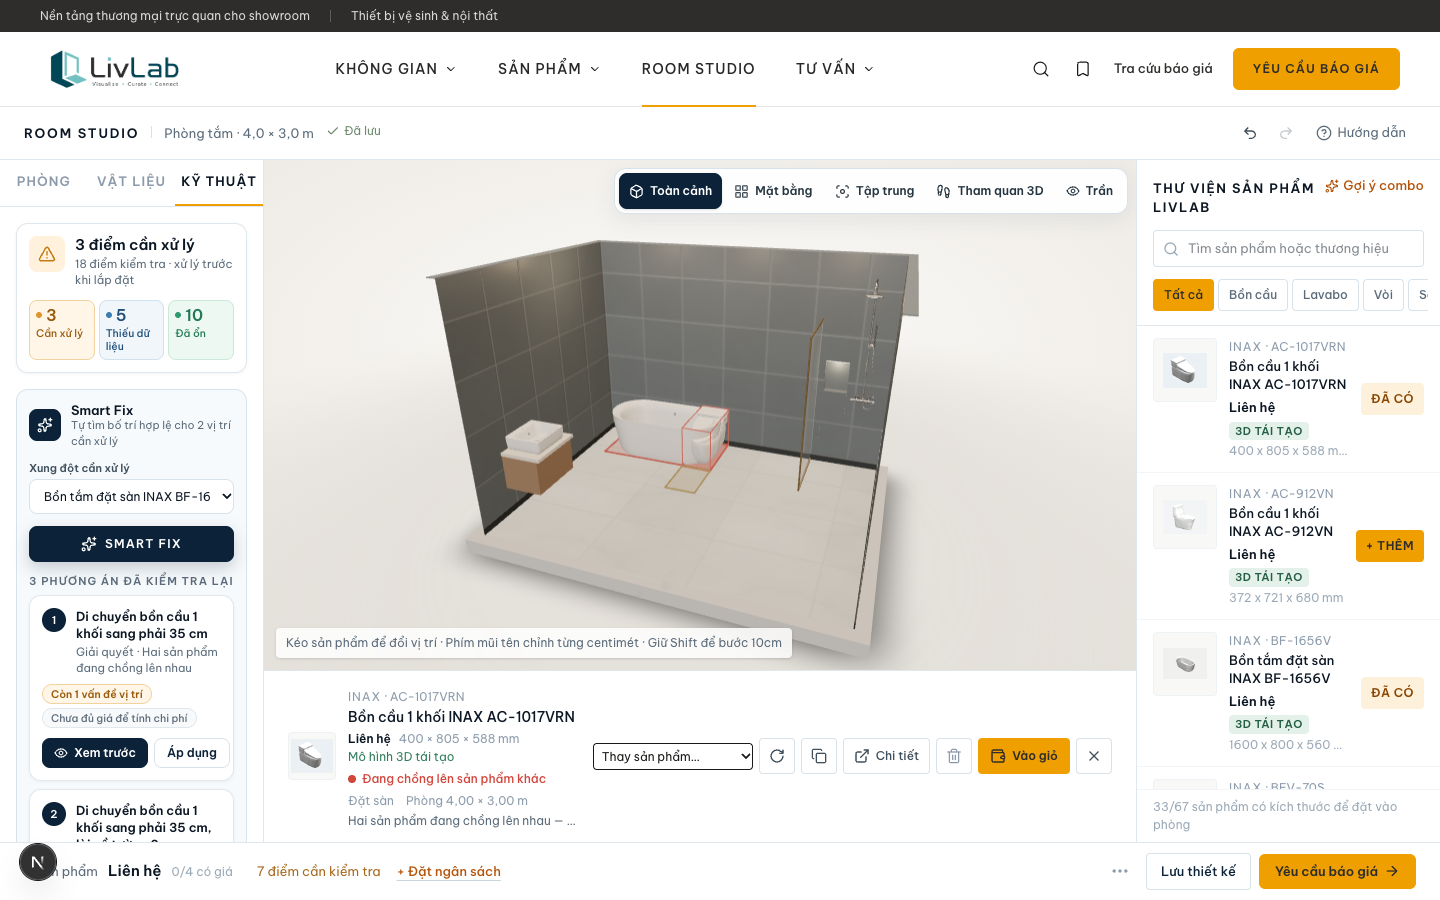 Nền tảng thương mại trực quan cho showroom
Thiết bị vệ sinh & nội thất
LivLab
Visualize • Curate • Connect
KHÔNG GIAN
SẢN PHẨM
ROOM STUDIO
TƯ VẤN
Tra cứu báo giá
YÊU CẦU BÁO GIÁ
ROOM STUDIO
Phòng tắm · 4,0 × 3,0 m
Đã lưu
Hướng dẫn
PHÒNG
VẬT LIỆU
KỸ THUẬT
3 điểm cần xử lý
18 điểm kiểm tra · xử lý trước
khi lắp đặt
3
Cần xử lý
5
Thiếu dữ
liệu
10
Đã ổn
Smart Fix
Tự tìm bố trí hợp lệ cho 2 vị trí
cần xử lý
Xung đột cần xử lý
Bồn tắm đặt sàn INAX BF-16
SMART FIX
3 PHƯƠNG ÁN ĐÃ KIỂM TRA LẠI
1
Di chuyển bồn cầu 1
khối sang phải 35 cm
Giải quyết · Hai sản phẩm
đang chồng lên nhau
Còn 1 vấn đề vị trí
Chưa đủ giá để tính chi phí
Xem trước
Áp dụng
2
Di chuyển bồn cầu 1
khối sang phải 35 cm,
Toàn cảnh
Mặt bằng
Tập trung
Tham quan 3D
Trần
Kéo sản phẩm để đổi vị trí · Phím mũi tên chỉnh từng centimét · Giữ Shift để bước 10cm
INAX · AC-1017VRN
Bồn cầu 1 khối INAX AC-1017VRN
Liên hệ 400 × 805 × 588 mm
Mô hình 3D tái tạo
Đang chồng lên sản phẩm khác
Đặt sàn Phòng 4,00 × 3,00 m
Hai sản phẩm đang chồng lên nhau — ...
Thay sản phẩm...
Chi tiết
Vào giỏ
THƯ VIỆN SẢN PHẨM
LIVLAB
Gợi ý combo
Tìm sản phẩm hoặc thương hiệu
Tất cả
Bồn cầu
Lavabo
Vòi
INAX · AC-1017VRN
Bồn cầu 1 khối
INAX AC-1017VRN
Liên hệ
3D TÁI TẠO
400 x 805 x 588 m...
ĐÃ CÓ
INAX · AC-912VN
Bồn cầu 1 khối
INAX AC-912VN
Liên hệ
3D TÁI TẠO
372 x 721 x 680 mm
+ THÊM
INAX · BF-1656V
Bồn tắm đặt sàn
INAX BF-1656V
Liên hệ
3D TÁI TẠO
1600 x 800 x 560 ...
ĐÃ CÓ
INAX · BFV-70S
33/67 sản phẩm có kích thước để đặt vào
phòng
N
phẩm
Liên hệ
0/4 có giá
7 điểm cần kiểm tra
+ Đặt ngân sách
Lưu thiết kế
Yêu cầu báo giá